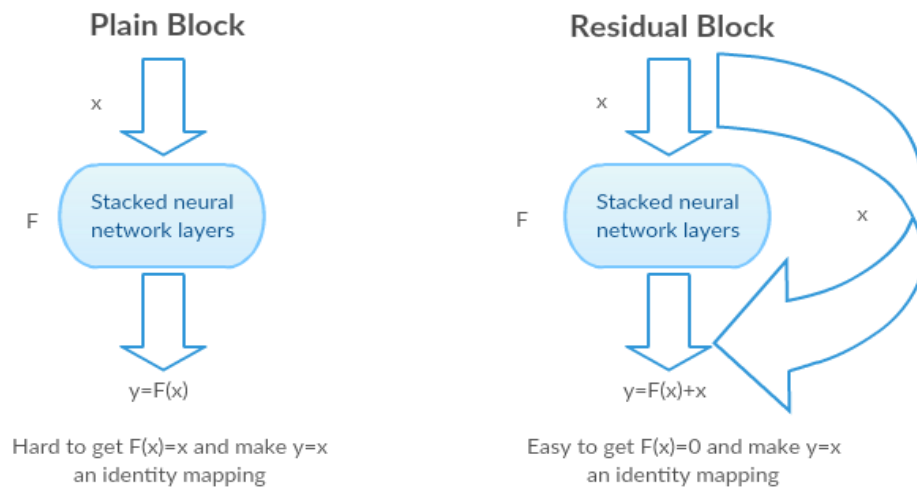 Plain Block
x
F
Stacked neural
network layers
y=F(x)
Hard to get F(x)=x and make y=x
an identity mapping
Residual Block
x
F
Stacked neural
network layers
x
y=F(x)+x
Easy to get F(x)=0 and make y=x
an identity mapping